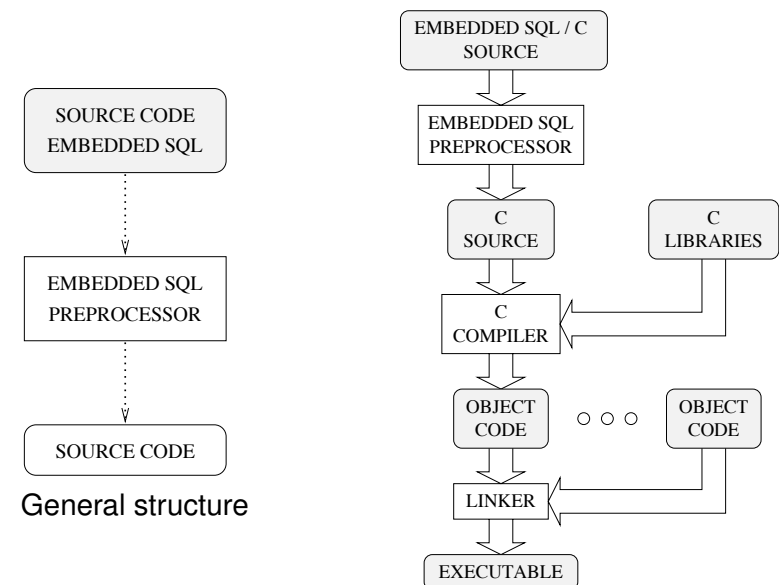 SOURCE CODE
EMBEDDED SQL
EMBEDDED SQL
PREPROCESSOR
SOURCE CODE
General structure
EMBEDDED SQL / C
SOURCE
EMBEDDED SQL
PREPROCESSOR
C
SOURCE
C
LIBRARIES
C
COMPILER
OBJECT
CODE
OBJECT
CODE
LINKER
EXECUTABLE